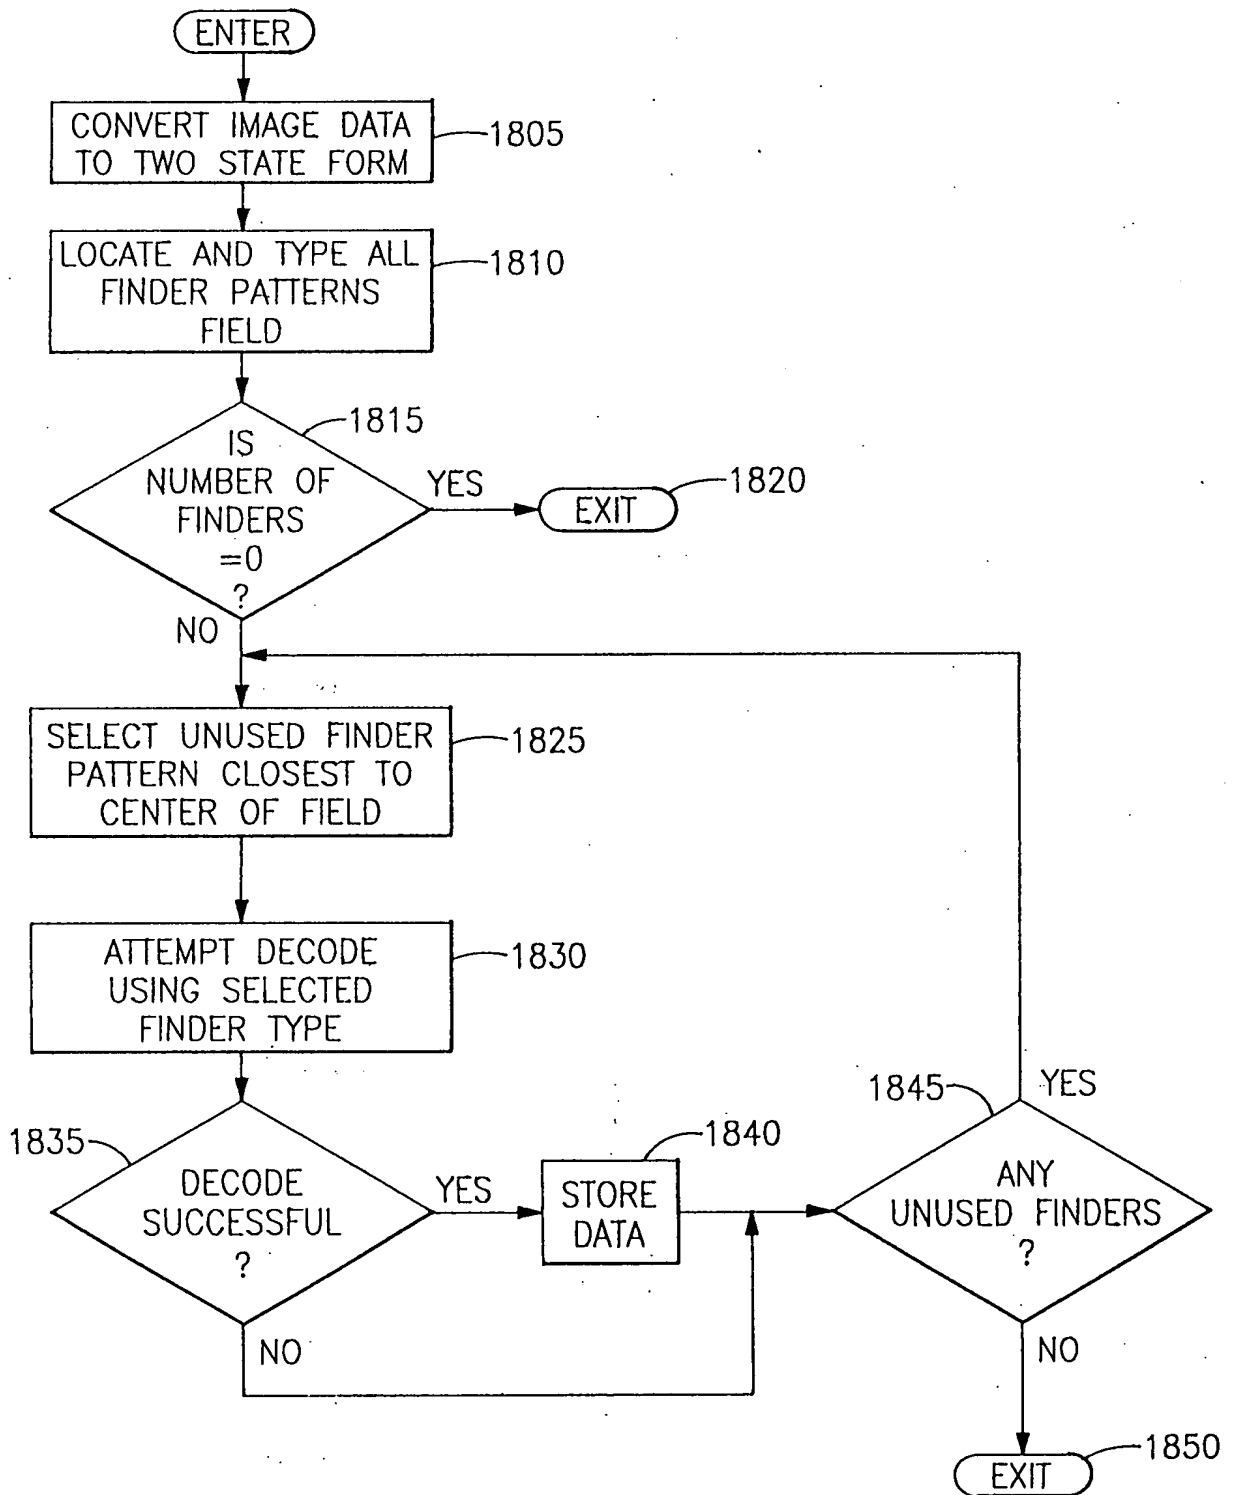 ENTER
CONVERT IMAGE DATA
TO TWO STATE FORM
1805
LOCATE AND TYPE ALL
FINDER PATTERNS
FIELD
1810
IS
NUMBER OF
FINDERS
=0
?
1815
YES
EXIT
1820
NO
SELECT UNUSED FINDER
PATTERN CLOSEST TO
CENTER OF FIELD
1825
ATTEMPT DECODE
USING SELECTED
FINDER TYPE
1830
1835
DECODE
SUCCESSFUL
?
YES
NO
STORE
DATA
1840
1845
ANY
UNUSED FINDERS
?
YES
NO
EXIT
1850